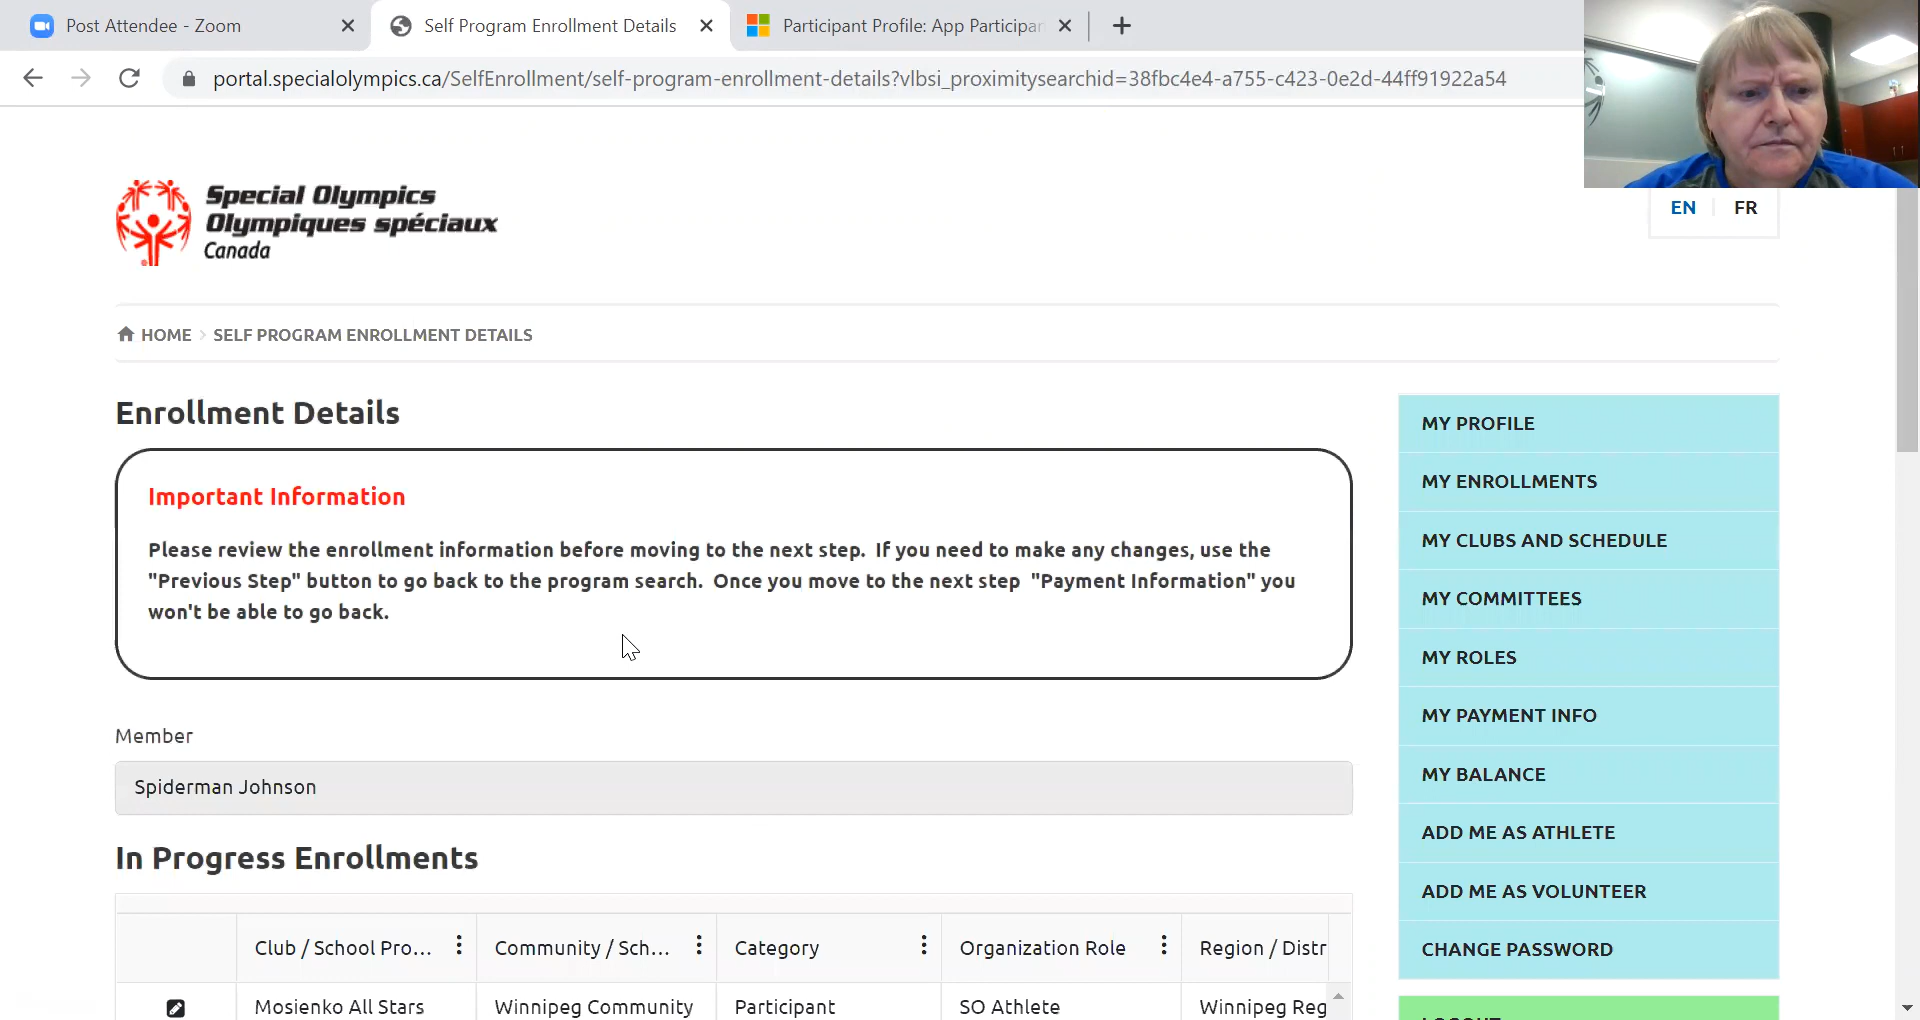 Post Attendee - Zoom
Self Program Enrollment Details
Participant Profile: App Participan
portal.specialolympics.ca/SelfEnrollment/self-program-enrollment-details?vlbsi_proximitysearchid=38fbc4e4-a755-c423-0e2d-44ff91922a54
Special Olympics
Olympiques spéciaux
Canada
EN FR
HOME > SELF PROGRAM ENROLLMENT DETAILS
Enrollment Details
Important Information
Please review the enrollment information before moving to the next step. If you need to make any changes, use the
"Previous Step" button to go back to the program search. Once you move to the next step "Payment Information" you
won't be able to go back.
Member
Spiderman Johnson
In Progress Enrollments
Club / School Pro... Community / Sch... Category Organization Role Region / Distr
Mosienko All Stars Winnipeg Community Participant SO Athlete Winnipeg Reg
MY PROFILE
MY ENROLLMENTS
MY CLUBS AND SCHEDULE
MY COMMITTEES
MY ROLES
MY PAYMENT INFO
MY BALANCE
ADD ME AS ATHLETE
ADD ME AS VOLUNTEER
CHANGE PASSWORD
LOGOUT